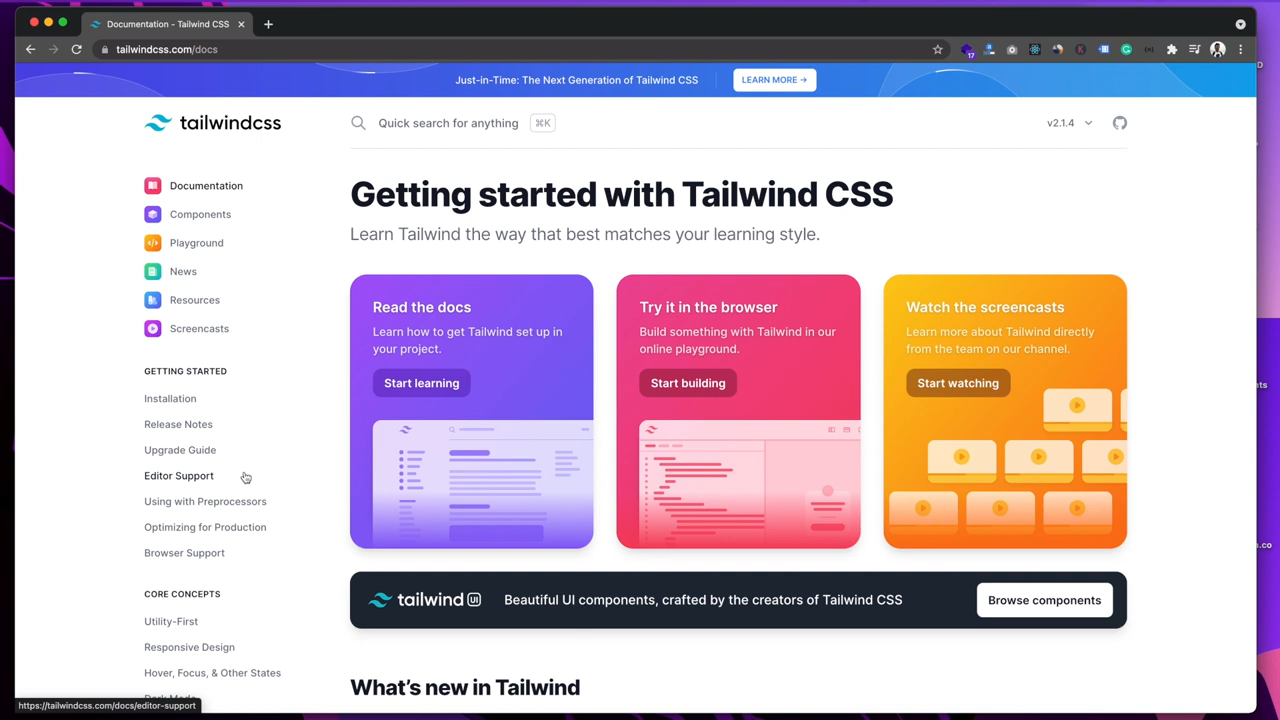 Documentation - Tailwind CSS
tailwindcss.com/docs
17
Just-in-Time: The Next Generation of Tailwind CSS
LEARN MORE →
tailwindcss
Quick search for anything
⌘K
v2.1.4
Documentation
Components
Playground
News
Resources
Screencasts
GETTING STARTED
Installation
Release Notes
Upgrade Guide
Editor Support
Using with Preprocessors
Optimizing for Production
Browser Support
CORE CONCEPTS
Utility-First
Responsive Design
Hover, Focus, & Other States
Dark Mode
https://tailwindcss.com/docs/editor-support
Getting started with Tailwind CSS
Learn Tailwind the way that best matches your learning style.
Read the docs
Learn how to get Tailwind set up in
your project.
Start learning
Try it in the browser
Build something with Tailwind in our
online playground.
Start building
Watch the screencasts
Learn more about Tailwind directly
from the team on our channel.
Start watching
tailwind UI
Beautiful UI components, crafted by the creators of Tailwind CSS
Browse components
What's new in Tailwind